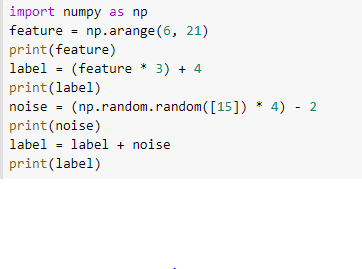 import numpy as np
feature = np.arange(6, 21)
print(feature)
label = (feature * 3) + 4
print(label)
noise = (np.random.random([15]) * 4) - 2
print(noise)
label = label + noise
print(label)